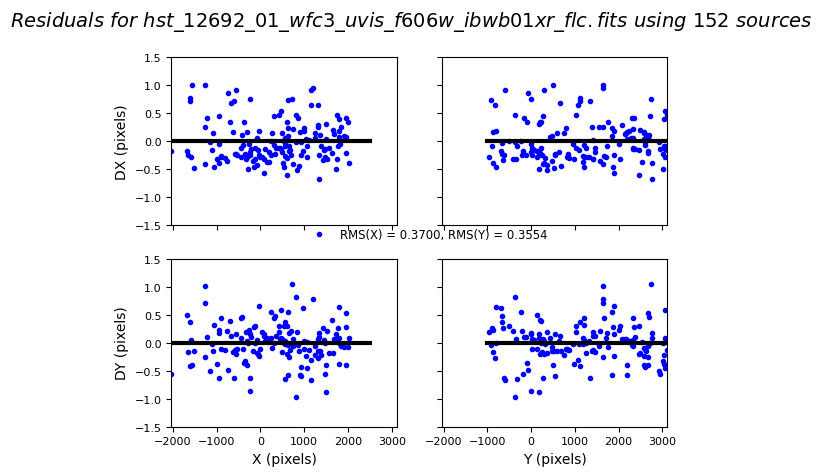 Residuals for hst_12692_01_wfc3_uvis_f606w_ibwb01xr_flc.fits using 152 sources
1.5
1.0
0.5
0.0
−0.5
−1.0
−1.5
DX (pixels)
RMS(X) = 0.3700, RMS(Y) = 0.3554
1.5
1.0
0.5
0.0
−0.5
−1.0
−1.5
DY (pixels)
−2000 −1000 0 1000 2000 3000
−2000 −1000 0 1000 2000 3000
X (pixels)
Y (pixels)